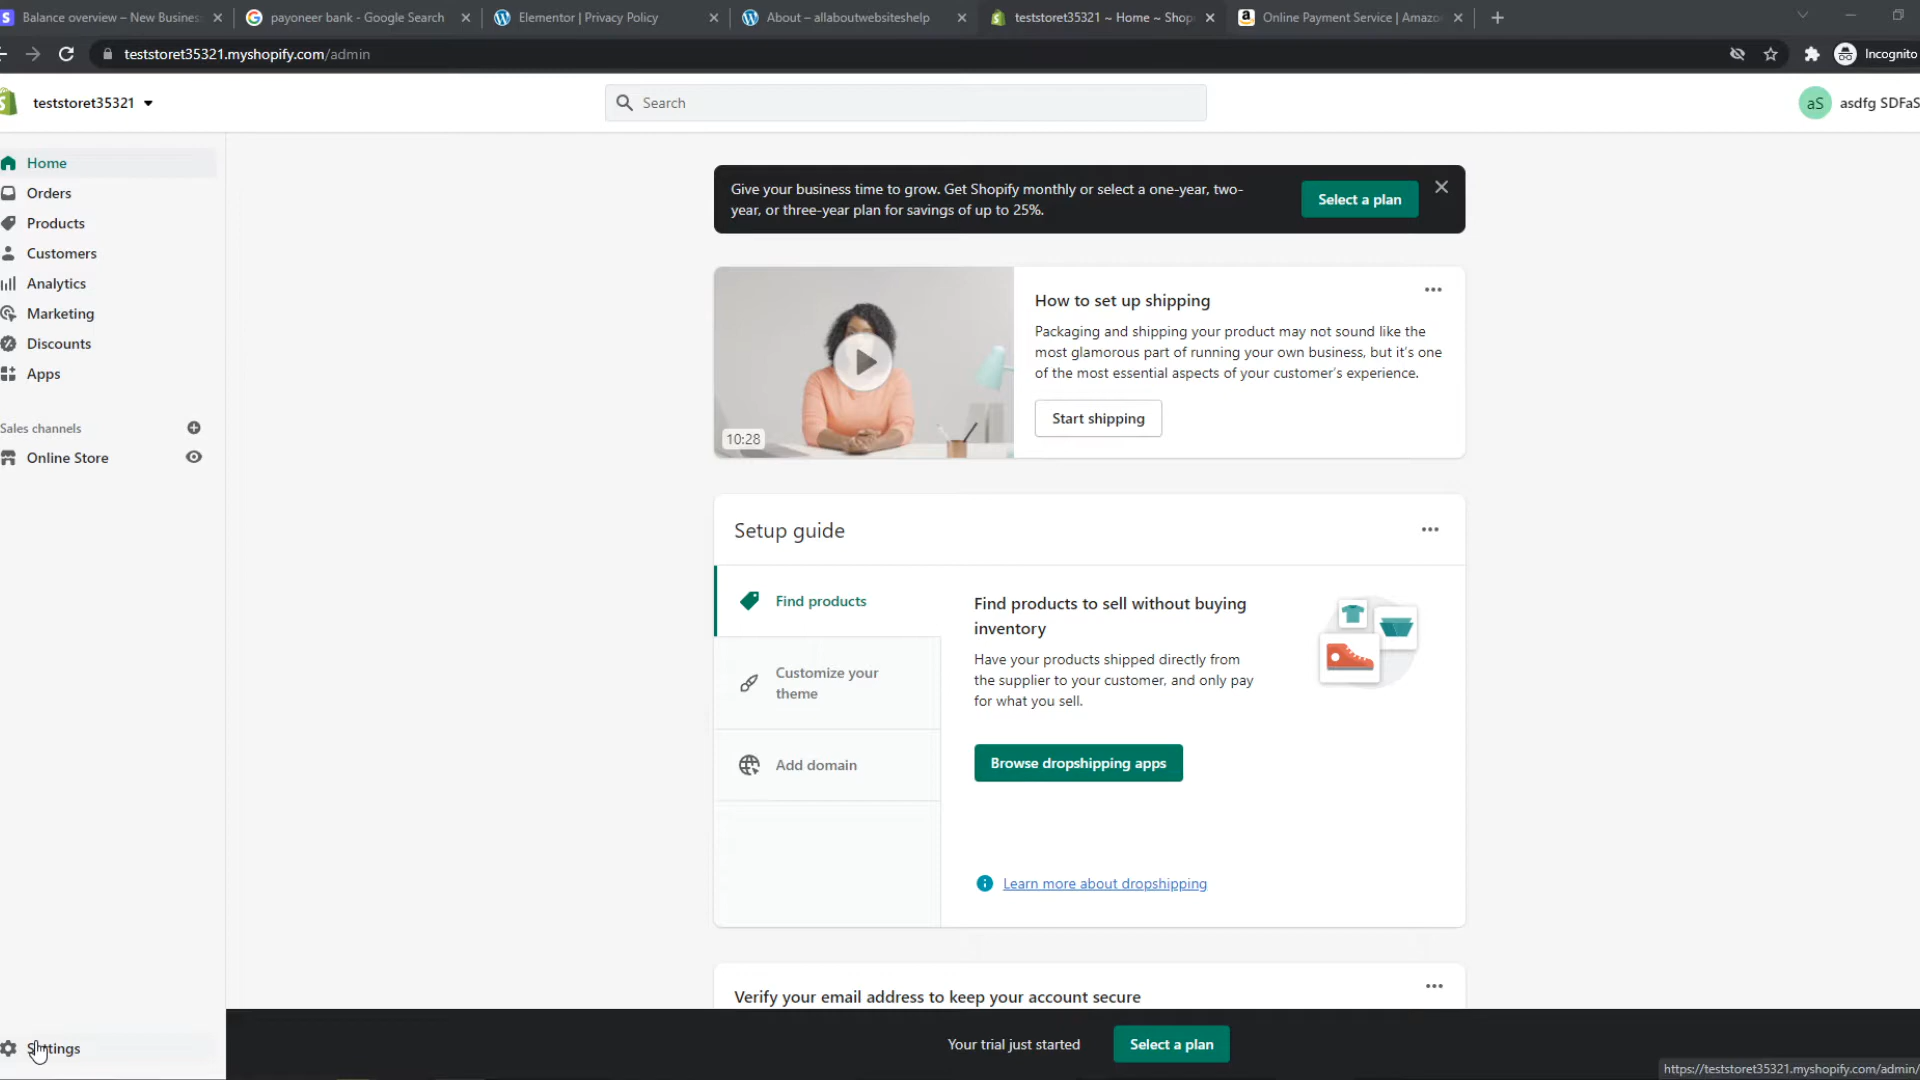 Balance overview – New Busines
payoneer bank - Google Search
Elementor | Privacy Policy
About – allaboutwebsiteshelp
teststoret35321 ~ Home ~ Shop
Online Payment Service | Amazo
teststoret35321.myshopify.com/admin
Incognito
teststoret35321
Search
aS
asdfg SDFaS
Home
Orders
Products
Customers
Analytics
Marketing
Discounts
Apps
Sales channels
Online Store
Settings
Give your business time to grow. Get Shopify monthly or select a one-year, two-
year, or three-year plan for savings of up to 25%.
Select a plan
How to set up shipping
Packaging and shipping your product may not sound like the
most glamorous part of running your own business, but it's one
of the most essential aspects of your customer's experience.
Start shipping
10:28
Setup guide
Find products
Customize your
theme
Add domain
Find products to sell without buying
inventory
Have your products shipped directly from
the supplier to your customer, and only pay
for what you sell.
Browse dropshipping apps
Learn more about dropshipping
Verify your email address to keep your account secure
Your trial just started
Select a plan
https://teststoret35321.myshopify.com/admin/